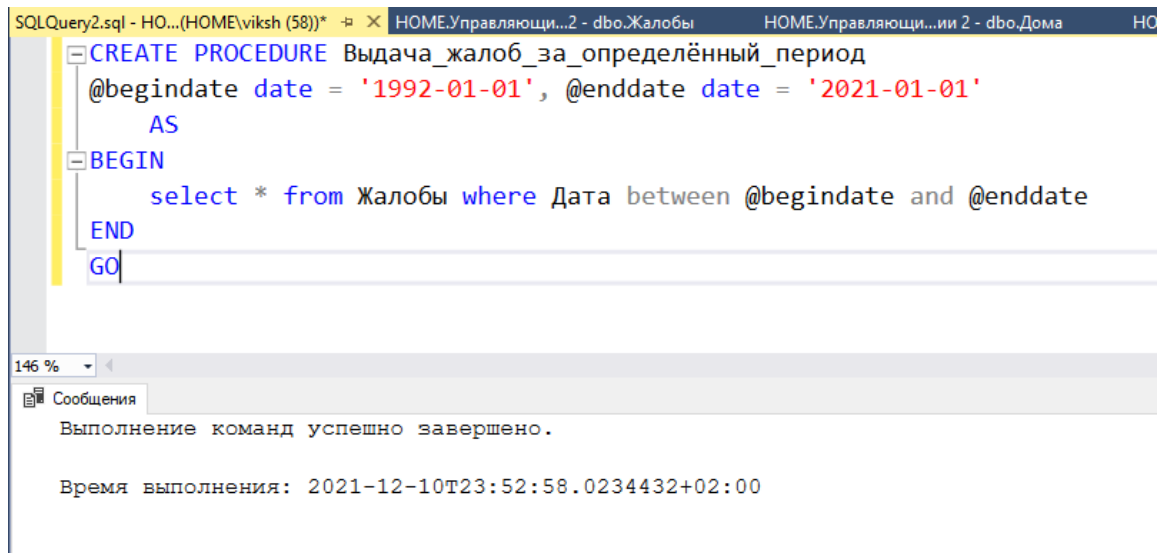 SQLQuery2.sql - HO...(HOME\viksh (58))* HOME.Управляющи...2 - dbo.Жалобы HOME.Управляющи...ии 2 - dbo.Дома HO
CREATE PROCEDURE Выдача_жалоб_за_определённый_период
@begindate date = '1992-01-01', @enddate date = '2021-01-01'
AS
BEGIN
select * from Жалобы where Дата between @begindate and @enddate
END
GO
146 %
Сообщения
Выполнение команд успешно завершено.
Время выполнения: 2021-12-10T23:52:58.0234432+02:00